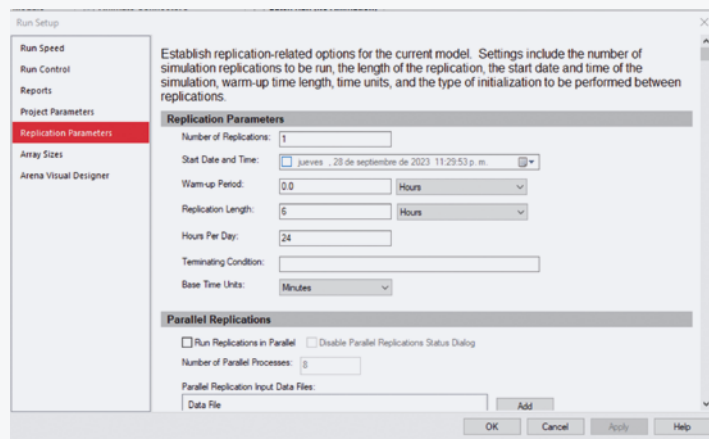 Run Setup
Run Speed
Run Control
Reports
Project Parameters
Replication Parameters
Array Sizes
Arena Visual Designer
Establish replication-related options for the current model. Settings include the number of
simulation replications to be run, the length of the replication, the start date and time of the
simulation, warm-up time length, time units, and the type of initialization to be performed between
replications.
Replication Parameters
Number of Replications: 1
Start Date and Time: jueves , 28 de septiembre de 2023 11:29:53 p. m.
Warm-up Period: 0.0 Hours
Replication Length: 6 Hours
Hours Per Day: 24
Terminating Condition:
Base Time Units: Minutes
Parallel Replications
Run Replications in Parallel Disable Parallel Replications Status Dialog
Number of Parallel Processes: 8
Parallel Replication Input Data Files:
Data File Add
OK Cancel Apply Help